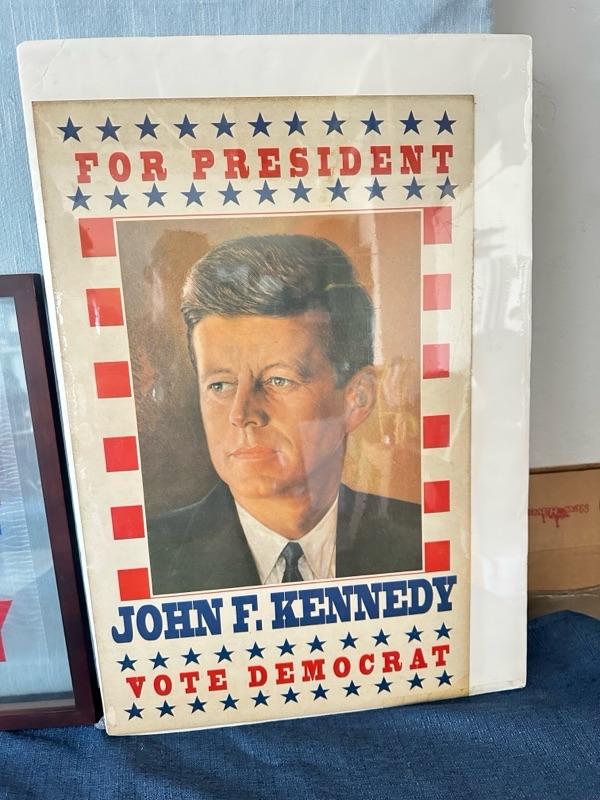 FOR PRESIDENT
JOHN F. KENNEDY
VOTE DEMOCRAT